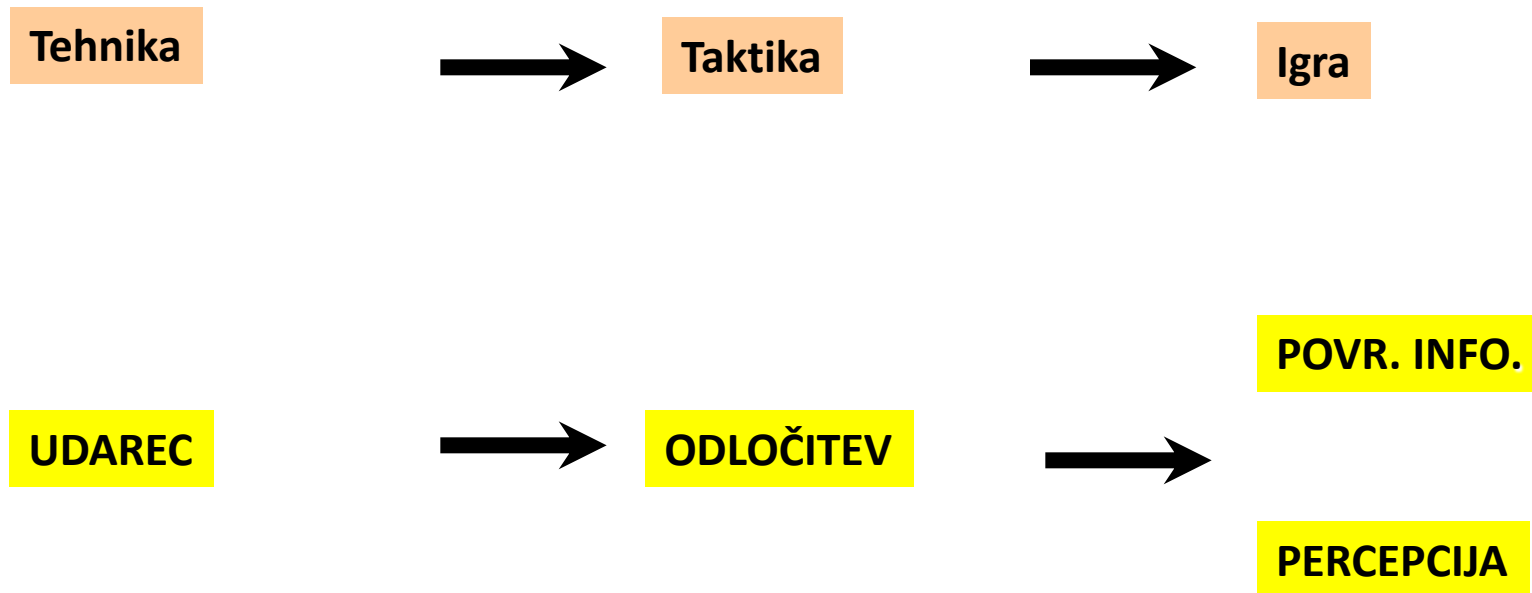 Tehnika
Taktika
Igra
POVR. INFO.
UDAREC
ODLOČITEV
PERCEPCIJA